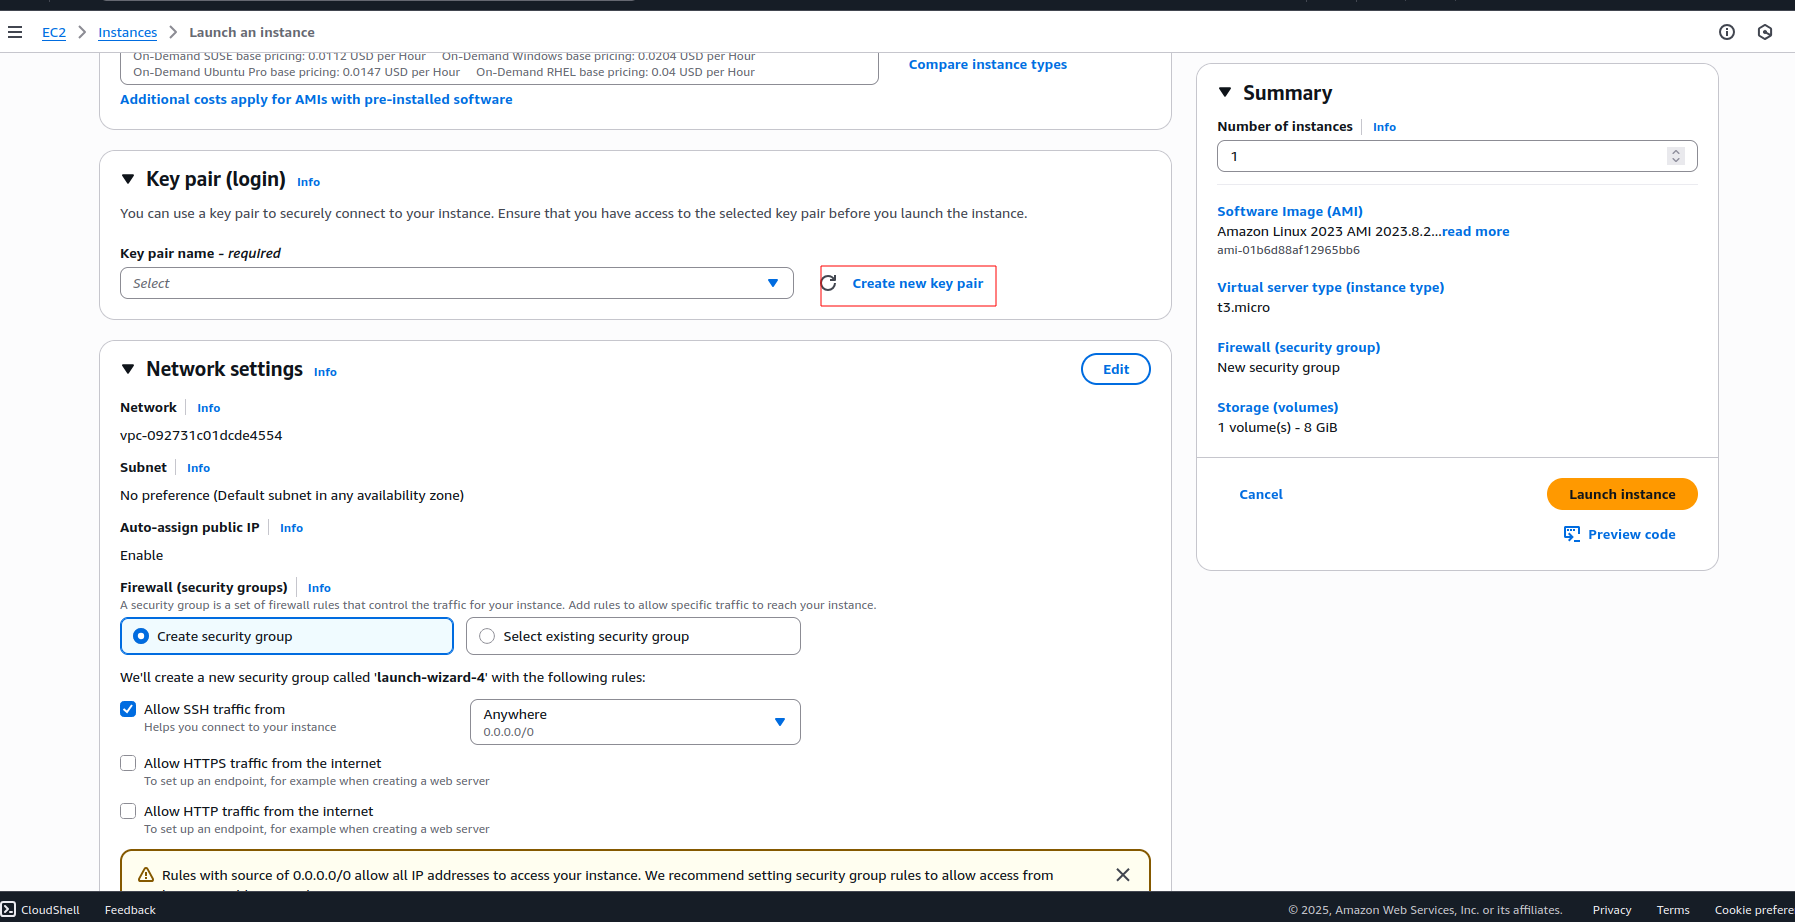 EC2 > Instances > Launch an instance
On-Demand SUSE base pricing: 0.0112 USD per Hour On-Demand Windows base pricing: 0.0204 USD per Hour
On-Demand Ubuntu Pro base pricing: 0.0147 USD per Hour On-Demand RHEL base pricing: 0.04 USD per Hour
Compare instance types
Additional costs apply for AMIs with pre-installed software
Key pair (login) Info
You can use a key pair to securely connect to your instance. Ensure that you have access to the selected key pair before you launch the instance.
Key pair name - required
Select
Create new key pair
Network settings Info
Edit
Network Info
vpc-092731c01dcde4554
Subnet Info
No preference (Default subnet in any availability zone)
Auto-assign public IP Info
Enable
Firewall (security groups) Info
A security group is a set of firewall rules that control the traffic for your instance. Add rules to allow specific traffic to reach your instance.
Create security group
Select existing security group
We'll create a new security group called 'launch-wizard-4' with the following rules:
Allow SSH traffic from
Helps you connect to your instance
Anywhere
0.0.0.0/0
Allow HTTPS traffic from the internet
To set up an endpoint, for example when creating a web server
Allow HTTP traffic from the internet
To set up an endpoint, for example when creating a web server
Rules with source of 0.0.0.0/0 allow all IP addresses to access your instance. We recommend setting security group rules to allow access from
Summary
Number of instances Info
1
Software Image (AMI)
Amazon Linux 2023 AMI 2023.8.2...read more
ami-01b6d88af12965bb6
Virtual server type (instance type)
t3.micro
Firewall (security group)
New security group
Storage (volumes)
1 volume(s) - 8 GiB
Cancel
Launch instance
Preview code
CloudShell Feedback
© 2025, Amazon Web Services, Inc. or its affiliates. Privacy Terms Cookie prefere